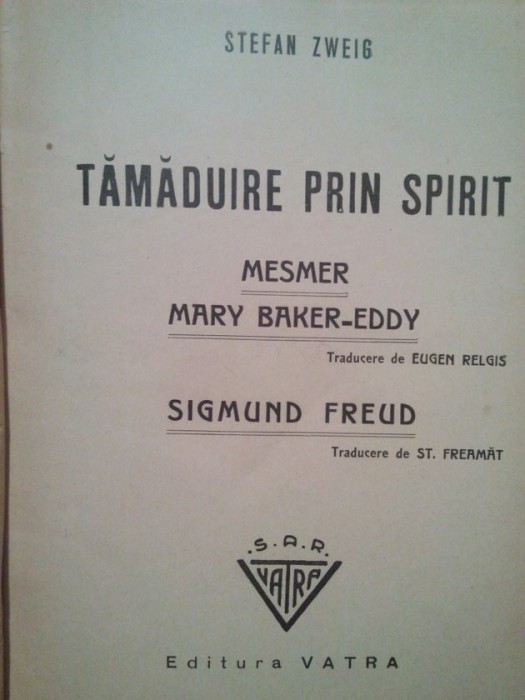 STEFAN ZWEIG
TĂMĂDUIRE PRIN SPIRIT
MESMER
MARY BAKER-EDDY
Traducere de EUGEN RELGIS
SIGMUND FREUD
Traducere de ST. FREAMĂT
.S.A.R.
VATRA
Editura VATRA